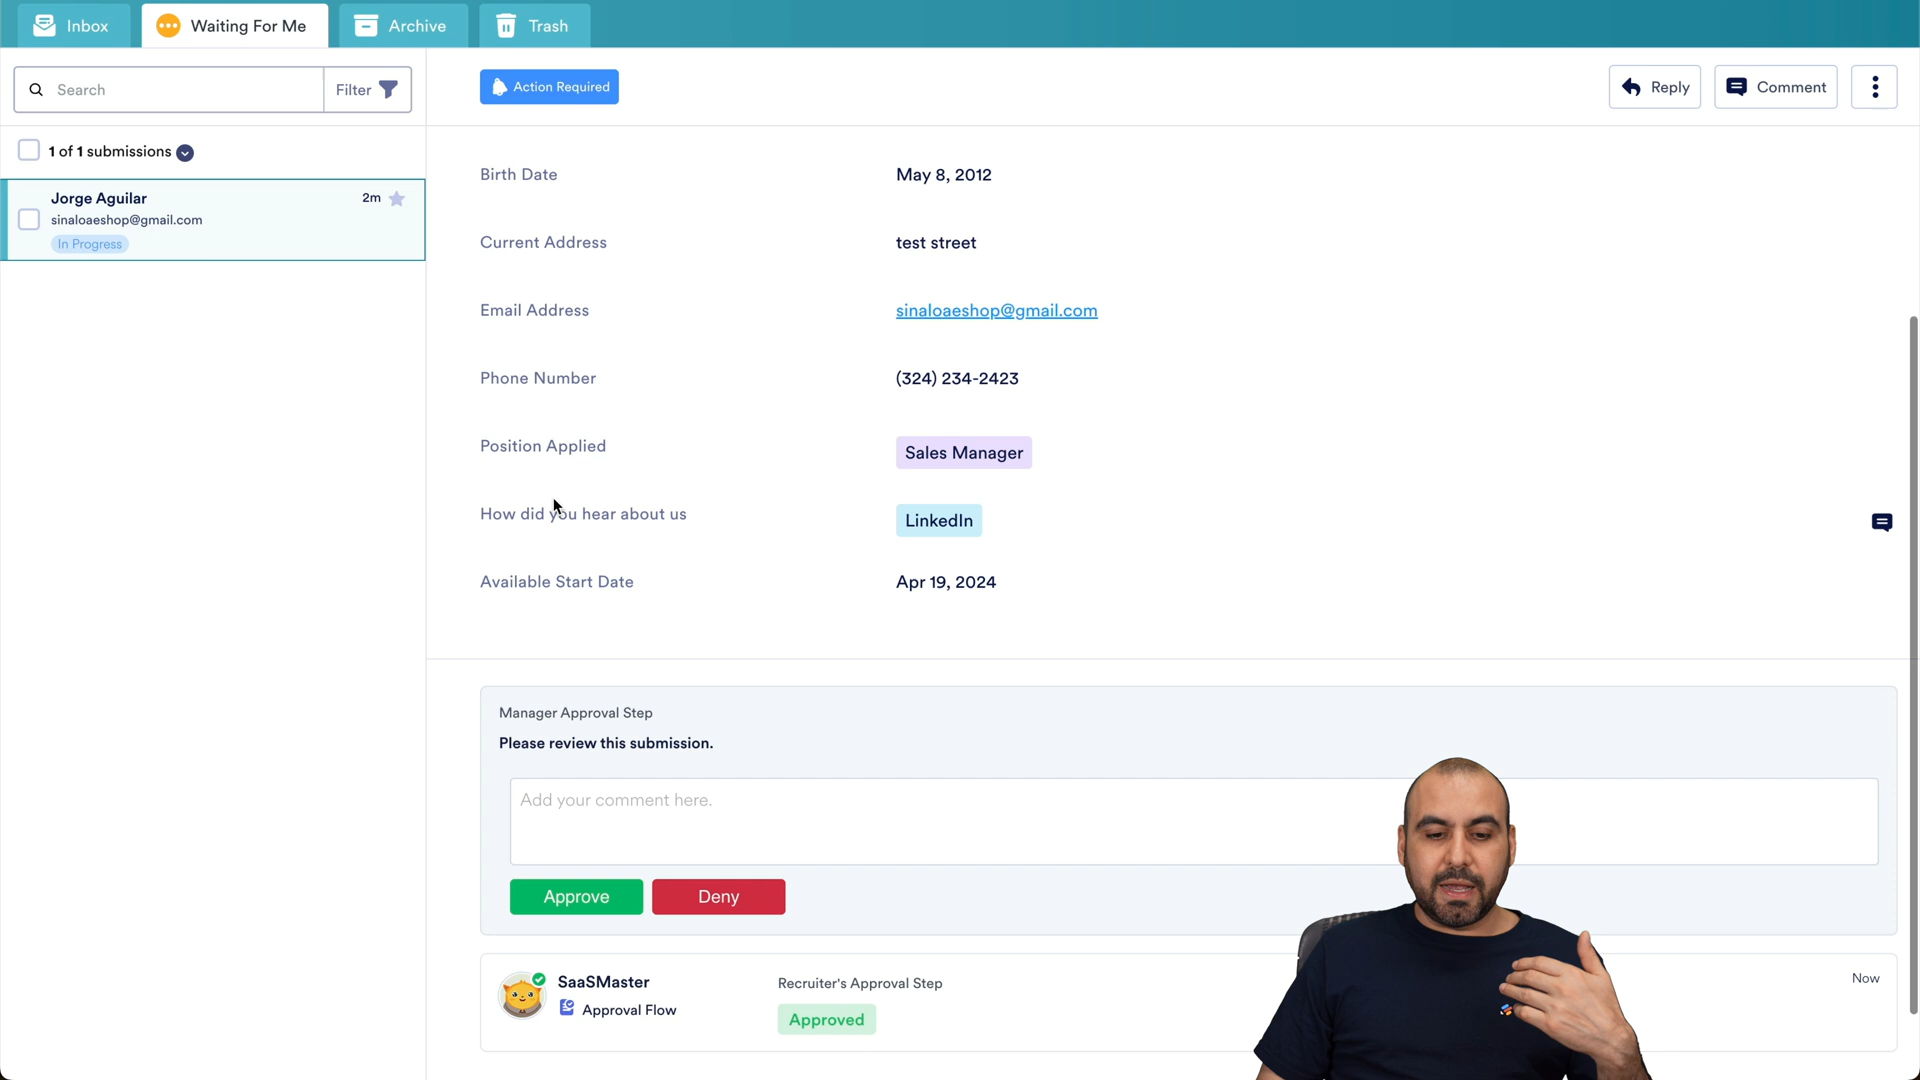 Inbox
Waiting For Me
Archive
Trash
Search
Filter
Action Required
Reply
Comment
1 of 1 submissions
Jorge Aguilar
2m
sinaloaeshop@gmail.com
In Progress
Birth Date
May 8, 2012
Current Address
test street
Email Address
sinaloaeshop@gmail.com
Phone Number
(324) 234-2423
Position Applied
Sales Manager
How did you hear about us
LinkedIn
Available Start Date
Apr 19, 2024
Manager Approval Step
Please review this submission.
Add your comment here.
Approve
Deny
SaaSMaster
Recruiter's Approval Step
Now
Approval Flow
Approved